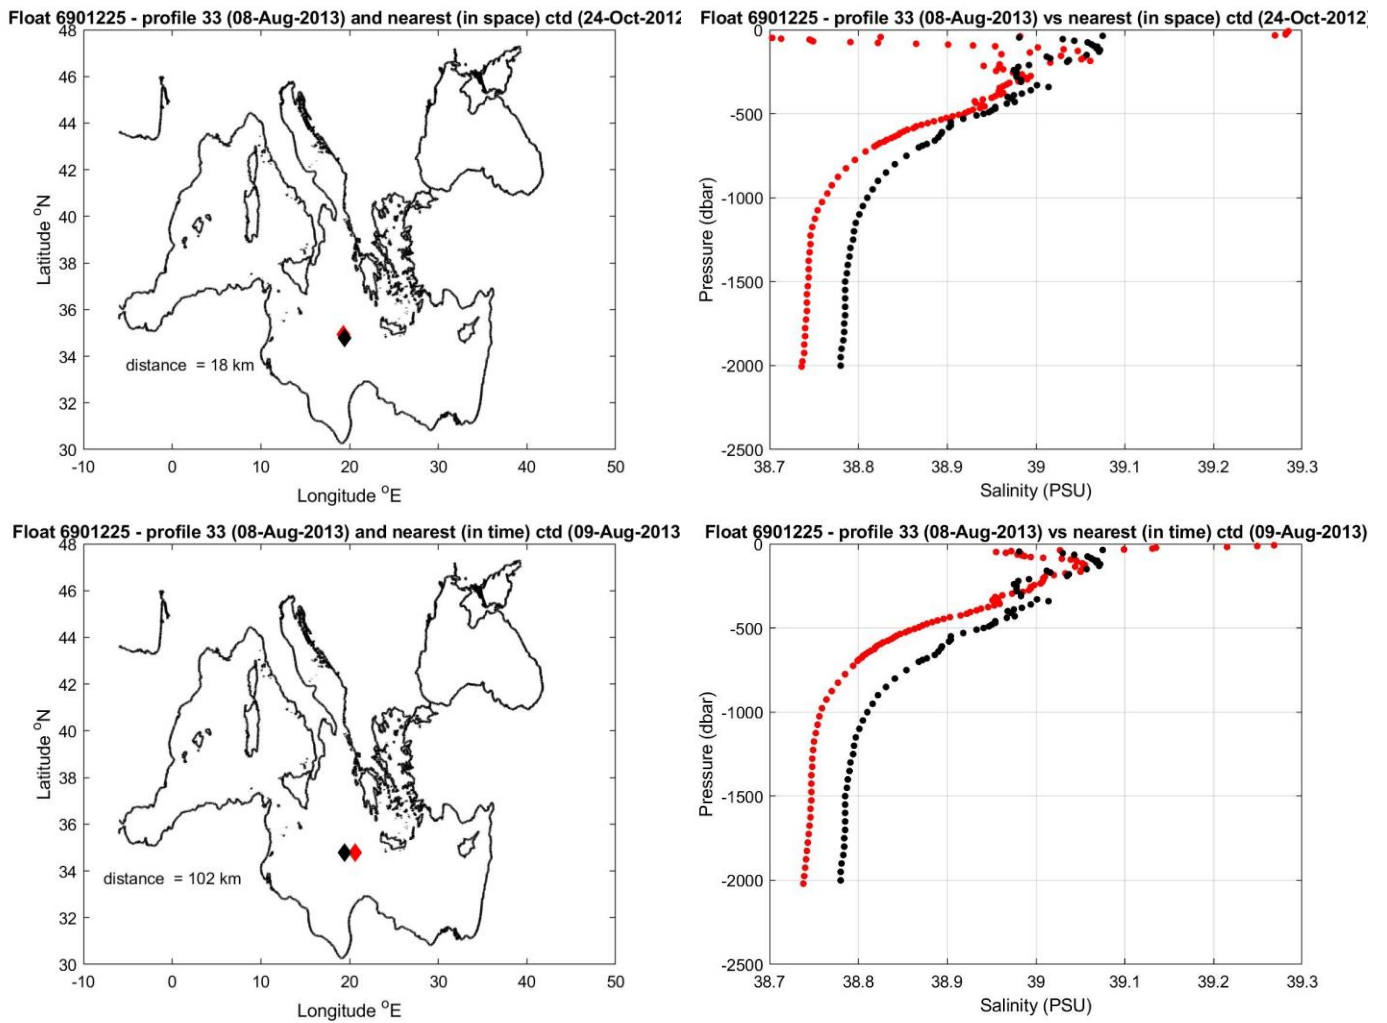 Float 6901225 - profile 33 (08-Aug-2013) and nearest (in space) ctd (24-Oct-2012
48
46
44
42
40
38
36
34
32
30
Latitude °N
distance = 18 km
-10 0 10 20 30 40 50
Longitude °E
Float 6901225 - profile 33 (08-Aug-2013) vs nearest (in space) ctd (24-Oct-2012)
0
-500
-1000
-1500
-2000
-2500
Pressure (dbar)
38.7 38.8 38.9 39 39.1 39.2 39.3
Salinity (PSU)
Float 6901225 - profile 33 (08-Aug-2013) and nearest (in time) ctd (09-Aug-2013
48
46
44
42
40
38
36
34
32
30
Latitude °N
distance = 102 km
-10 0 10 20 30 40 50
Longitude °E
Float 6901225 - profile 33 (08-Aug-2013) vs nearest (in time) ctd (09-Aug-2013)
0
-500
-1000
-1500
-2000
-2500
Pressure (dbar)
38.7 38.8 38.9 39 39.1 39.2 39.3
Salinity (PSU)